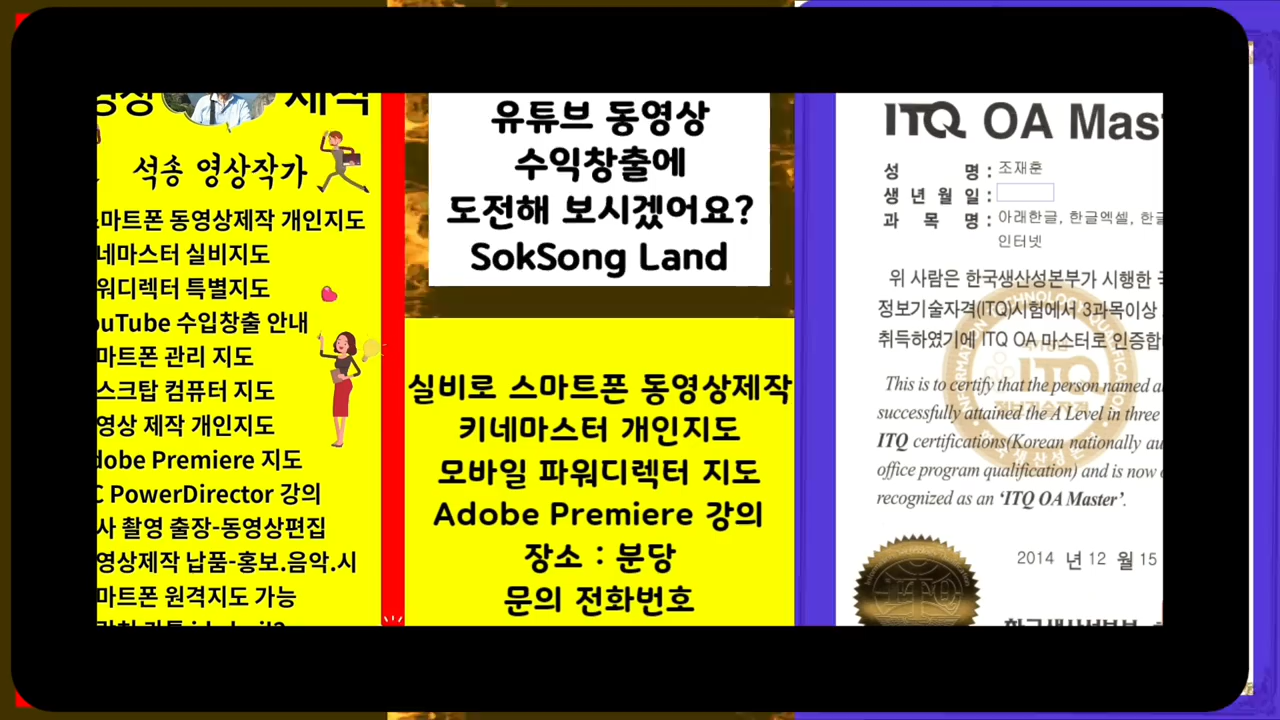 석송 영상작가
마트폰 동영상제작 개인지도
네마스터 실비지도
워디렉터 특별지도
ouTube 수입창출 안내
마트폰 관리 지도
스크탑 컴퓨터 지도
영상 제작 개인지도
dobe Premiere 지도
C PowerDirector 강의
사 촬영 출장-동영상편집
영상제작 납품-홍보.음악.시
마트폰 원격지도 가능
유튜브 동영상
수익창출에
도전해 보시겠어요?
SokSong Land
실비로 스마트폰 동영상제작
키네마스터 개인지도
모바일 파워디렉터 지도
Adobe Premiere 강의
장소 : 분당
문의 전화번호
ITQ OA Mas
성 명 : 조재훈
생 년 월 일 :
과 목 명 : 아래한글, 한글엑셀, 한글
인터넷
위 사람은 한국생산성본부가 시행한
정보기술자격(ITQ)시험에서 3과목이상
취득하였기에 ITQ OA 마스터로 인증합
This is to certify that the person named a
successfully attained the A Level in three
ITQ certifications(Korean nationally au
office program qualification) and is now
recognized as an ‘ITQ OA Master’.
2014 년 12 월 15